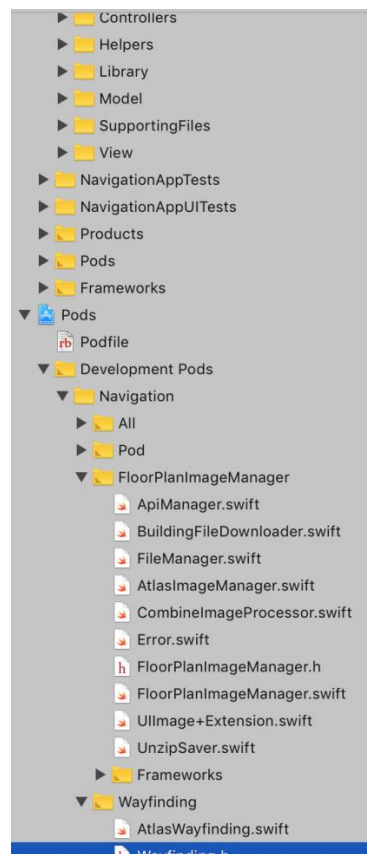 Controllers
Helpers
Library
Model
SupportingFiles
View
NavigationAppTests
NavigationAppUITests
Products
Pods
Frameworks
Pods
rb Podfile
Development Pods
Navigation
All
Pod
FloorPlanImageManager
ApiManager.swift
BuildingFileDownloader.swift
FileManager.swift
AtlasImageManager.swift
CombineImageProcessor.swift
Error.swift
h FloorPlanImageManager.h
FloorPlanImageManager.swift
UIImage+Extension.swift
UnzipSaver.swift
Frameworks
Wayfinding
AtlasWayfinding.swift
h Wayfinding.h